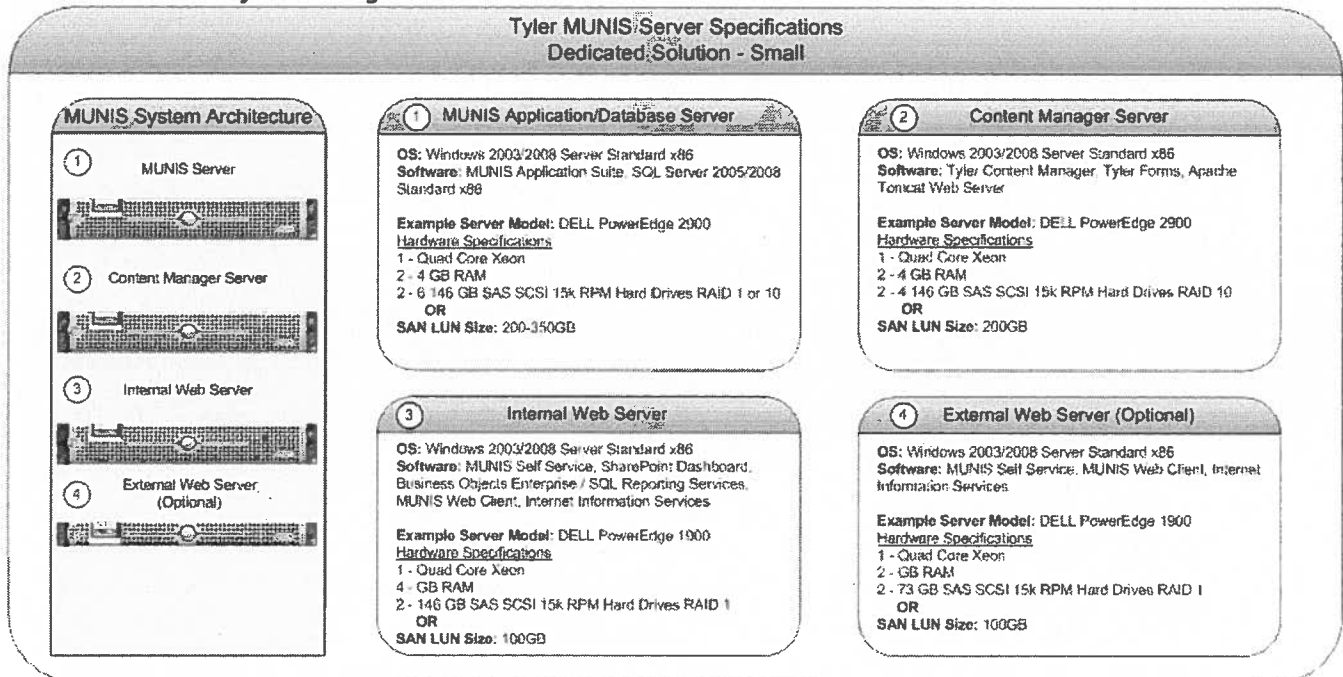 Tyler MUNIS Server Specifications
Dedicated Solution - Small
MUNIS System Architecture
1
MUNIS Server
2
Content Manager Server
3
Internal Web Server
4
External Web Server
(Optional)
1 MUNIS Application/Database Server
OS: Windows 2003/2008 Server Standard x86
Software: MUNIS Application Suite, SQL Server 2005/2008
Standard x86
Example Server Model: DELL PowerEdge 2900
Hardware Specifications
1 - Quad Core Xeon
2 - 4 GB RAM
2 - 6 146 GB SAS SCSI 15k RPM Hard Drives RAID 1 or 10
OR
SAN LUN Size: 200-350GB
2 Content Manager Server
OS: Windows 2003/2008 Server Standard x86
Software: Tyler Content Manager, Tyler Forms, Apache
Tomcat Web Server
Example Server Model: DELL PowerEdge 2900
Hardware Specifications
1 - Quad Core Xeon
2 - 4 GB RAM
2 - 4 146 GB SAS SCSI 15k RPM Hard Drives RAID 10
OR
SAN LUN Size: 200GB
3 Internal Web Server
OS: Windows 2003/2008 Server Standard x86
Software: MUNIS Self Service, SharePoint Dashboard,
Business Objects Enterprise / SQL Reporting Services,
MUNIS Web Client, Internet Information Services
Example Server Model: DELL PowerEdge 1900
Hardware Specifications
1 - Quad Core Xeon
4 - GB RAM
2 - 146 GB SAS SCSI 15k RPM Hard Drives RAID 1
OR
SAN LUN Size: 100GB
4 External Web Server (Optional)
OS: Windows 2003/2008 Server Standard x86
Software: MUNIS Self Service, MUNIS Web Client, Internet
Information Services
Example Server Model: DELL PowerEdge 1900
Hardware Specifications
1 - Quad Core Xeon
2 - GB RAM
2 - 73 GB SAS SCSI 15k RPM Hard Drives RAID 1
OR
SAN LUN Size: 100GB